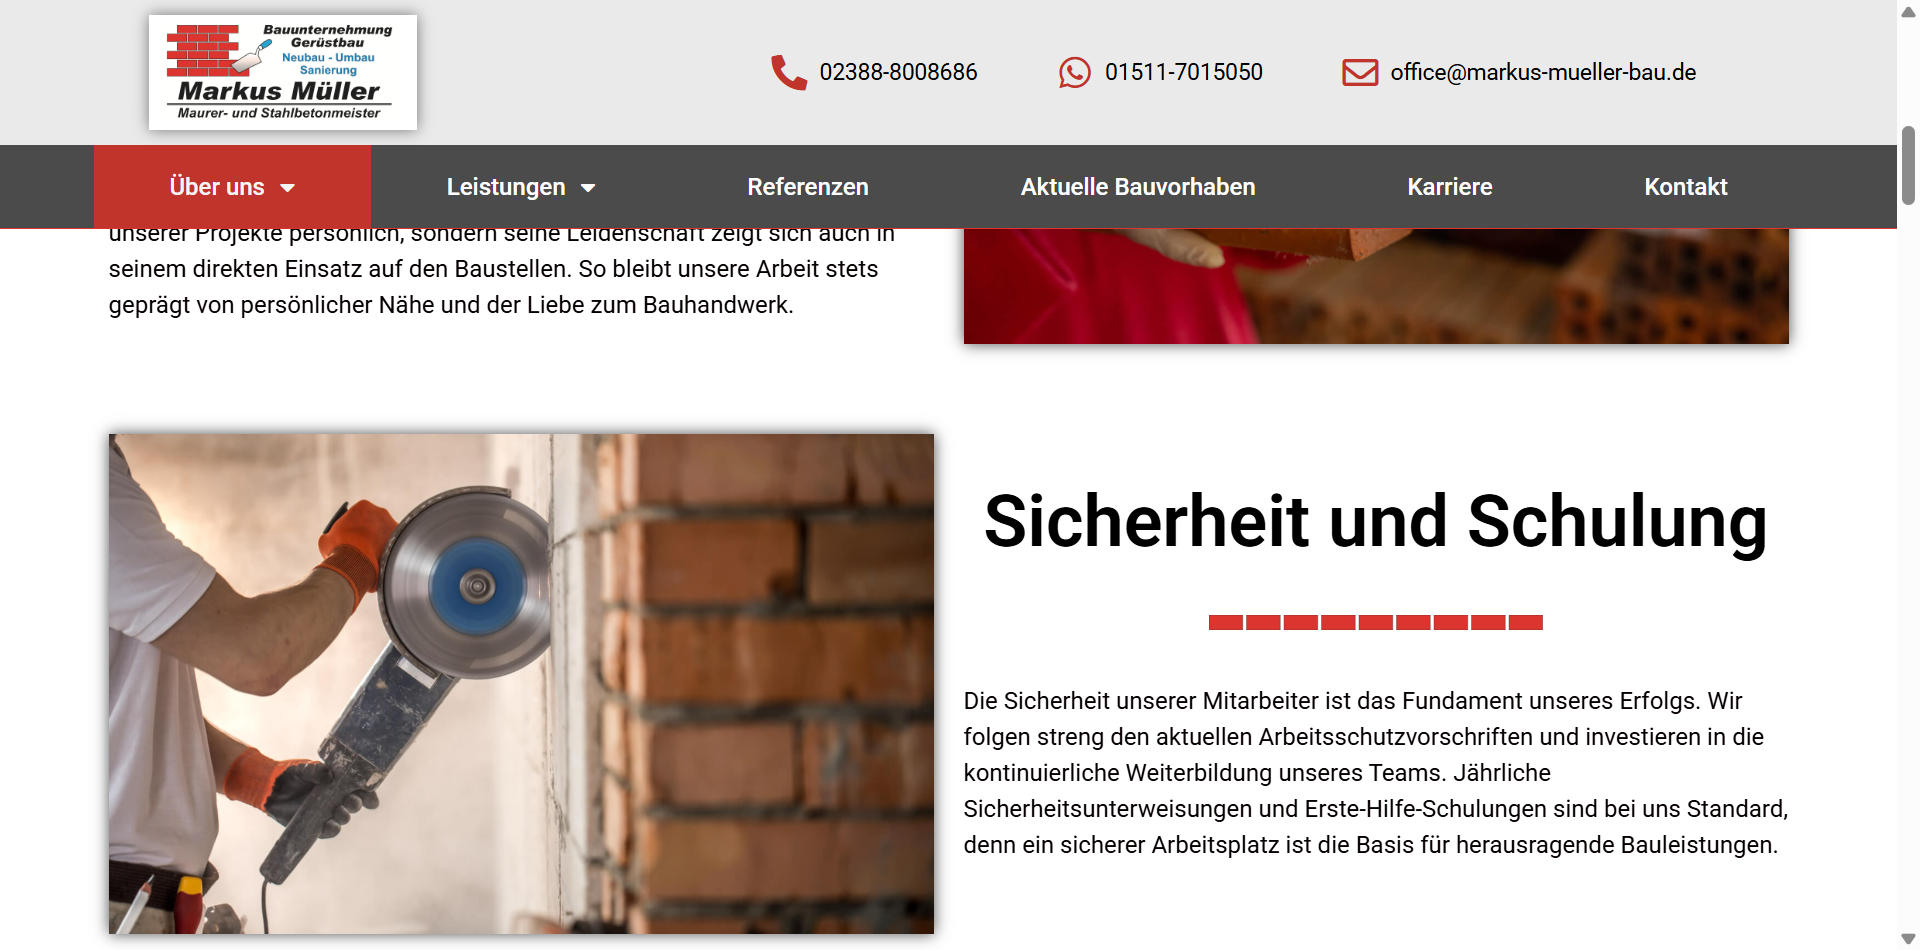 Bauunternehmung
Gerüstbau
Neubau - Umbau
Sanierung
Markus Müller
Maurer- und Stahlbetonmeister
02388-8008686
01511-7015050
office@markus-mueller-bau.de
Über uns
Leistungen
Referenzen
Aktuelle Bauvorhaben
Karriere
Kontakt
unserer Projekte persönlich, sondern seine Leidenschaft zeigt sich auch in
seinem direkten Einsatz auf den Baustellen. So bleibt unsere Arbeit stets
geprägt von persönlicher Nähe und der Liebe zum Bauhandwerk.
Sicherheit und Schulung
Die Sicherheit unserer Mitarbeiter ist das Fundament unseres Erfolgs. Wir
folgen streng den aktuellen Arbeitsschutzvorschriften und investieren in die
kontinuierliche Weiterbildung unseres Teams. Jährliche
Sicherheitsunterweisungen und Erste-Hilfe-Schulungen sind bei uns Standard,
denn ein sicherer Arbeitsplatz ist die Basis für herausragende Bauleistungen.